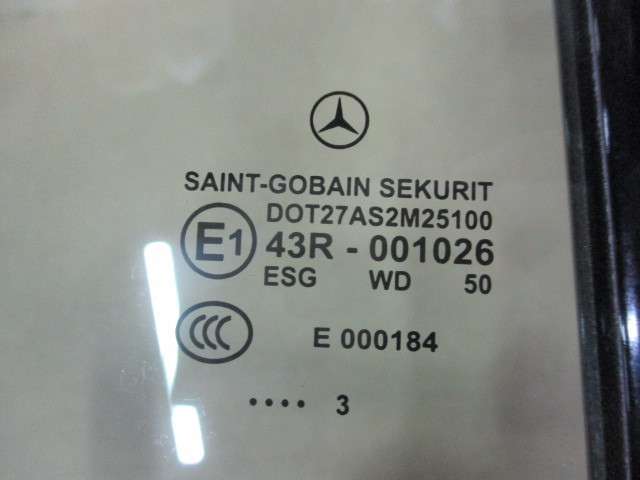 SAINT-GOBAIN SEKURIT
DOT27AS2M25100
E1 43R - 001026
ESG WD 50
CCC E 000184
•••• 3